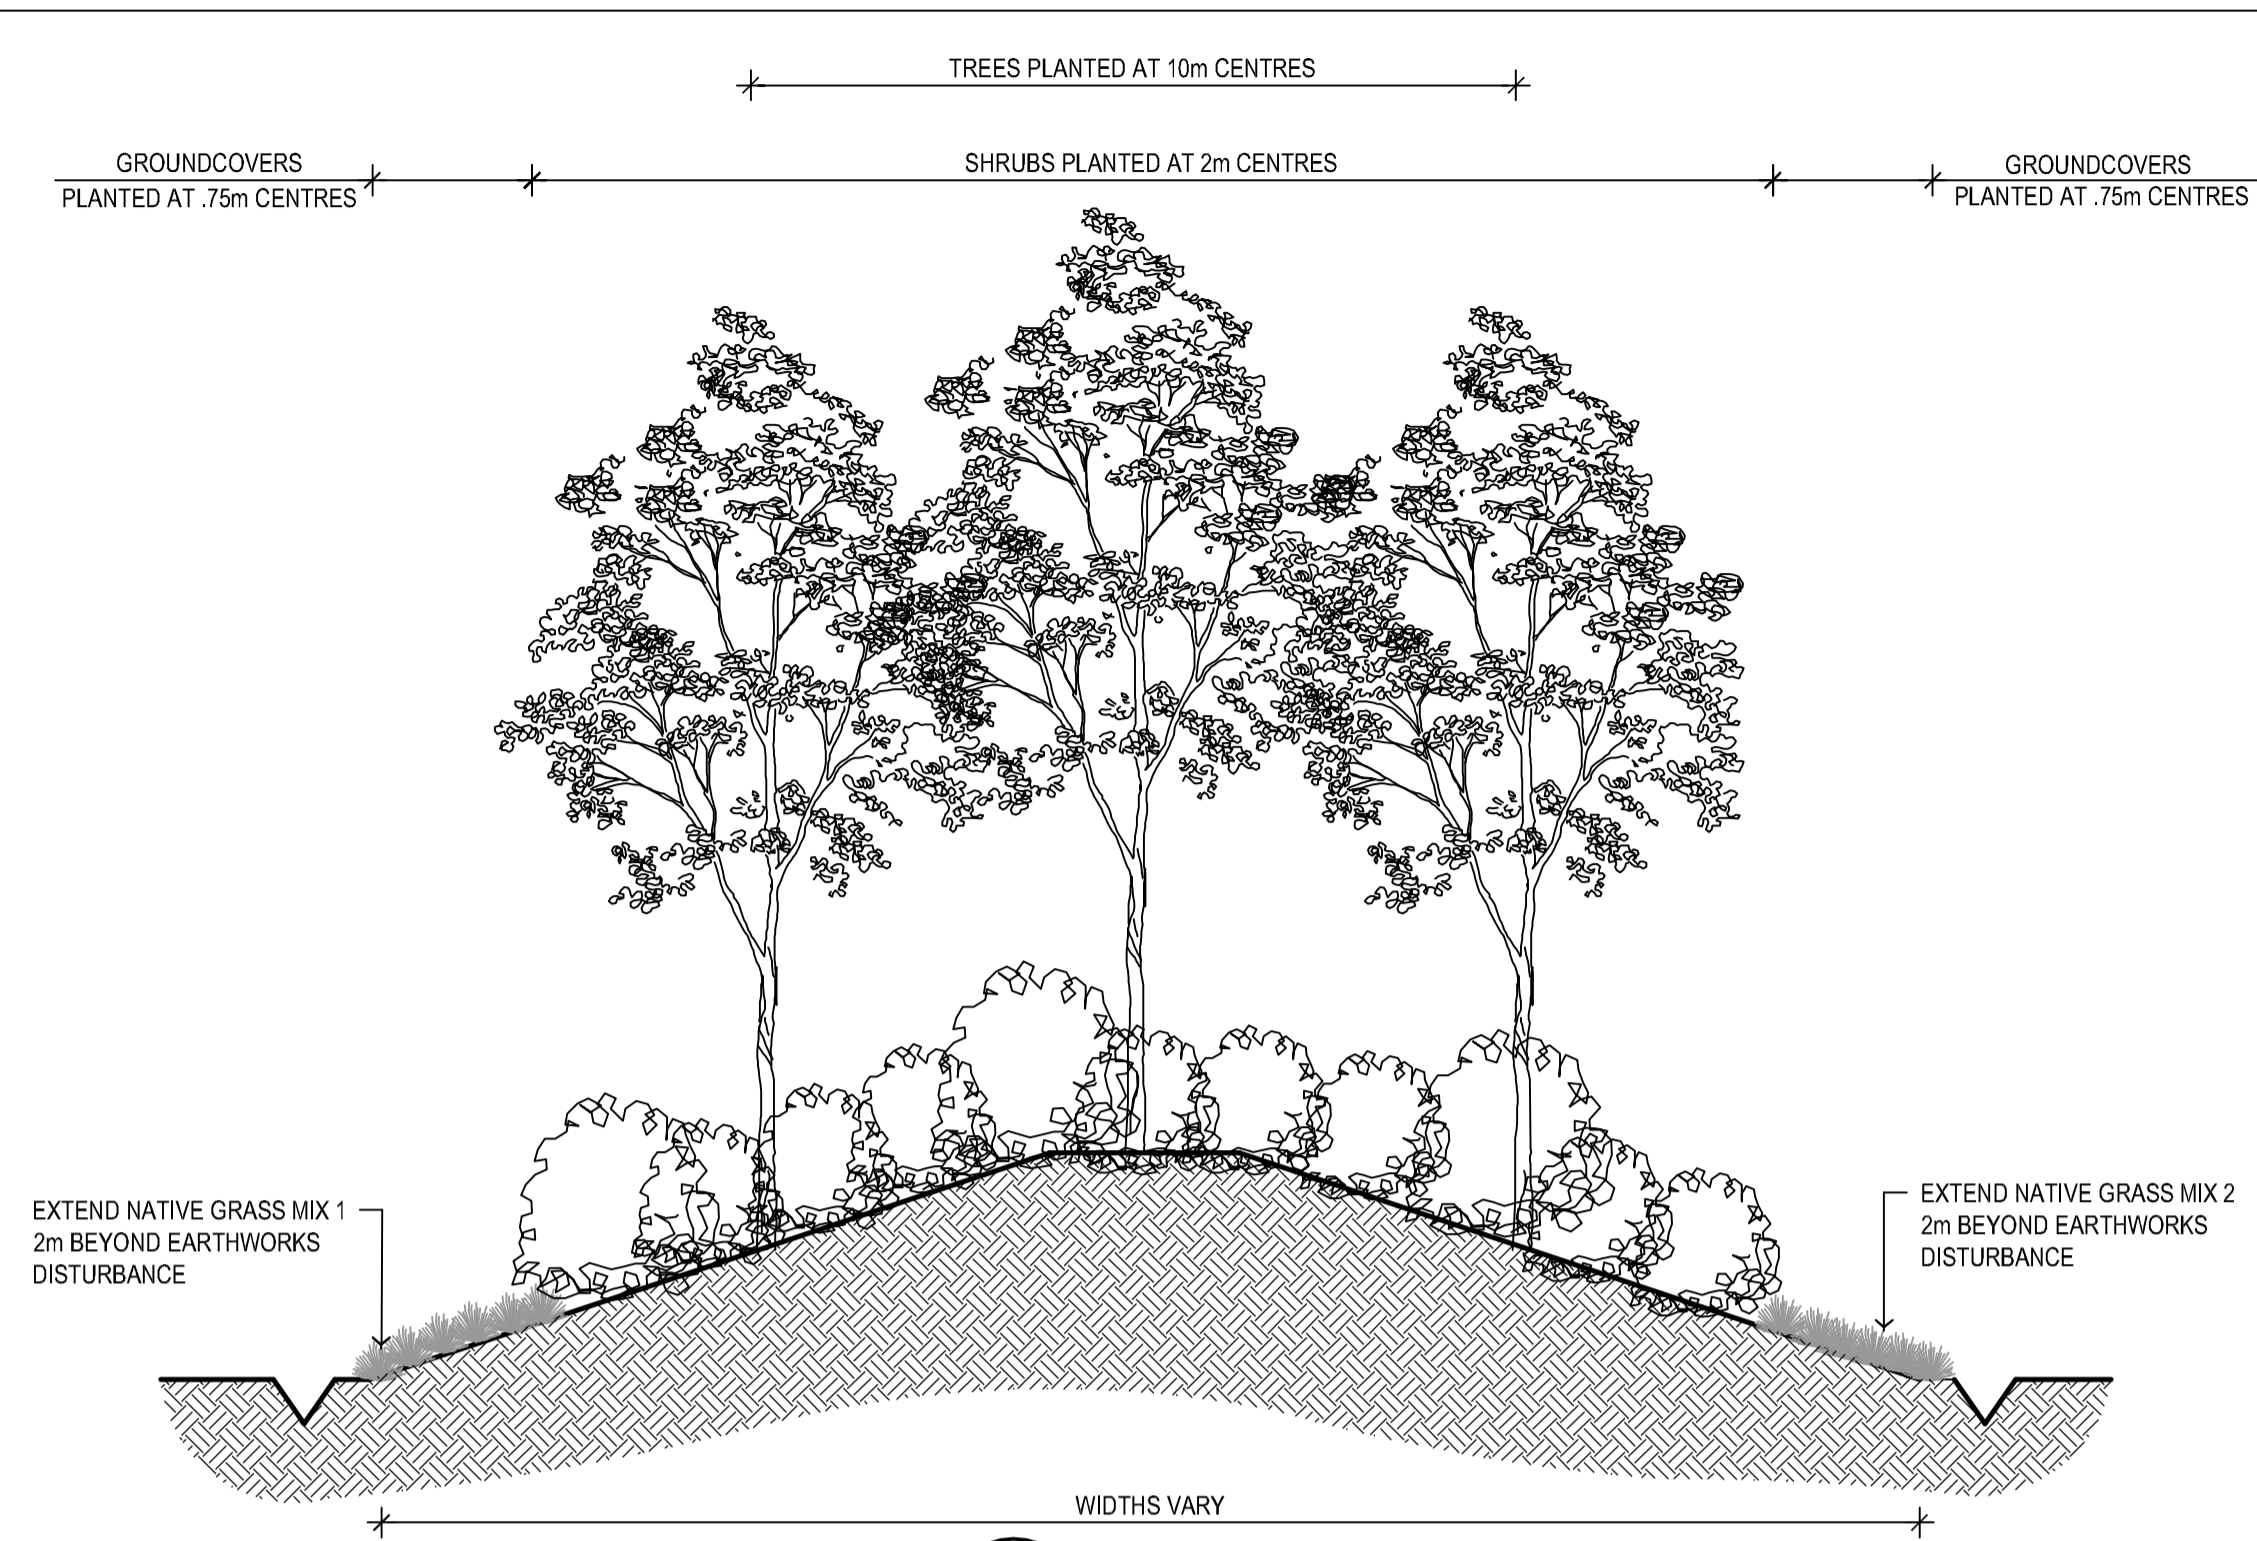 TREES PLANTED AT 10m CENTRES
GROUNDCOVERS
PLANTED AT .75m CENTRES
SHRUBS PLANTED AT 2m CENTRES
GROUNDCOVERS
PLANTED AT .75m CENTRES
EXTEND NATIVE GRASS MIX 1
2m BEYOND EARTHWORKS
DISTURBANCE
EXTEND NATIVE GRASS MIX 2
2m BEYOND EARTHWORKS
DISTURBANCE
WIDTHS VARY